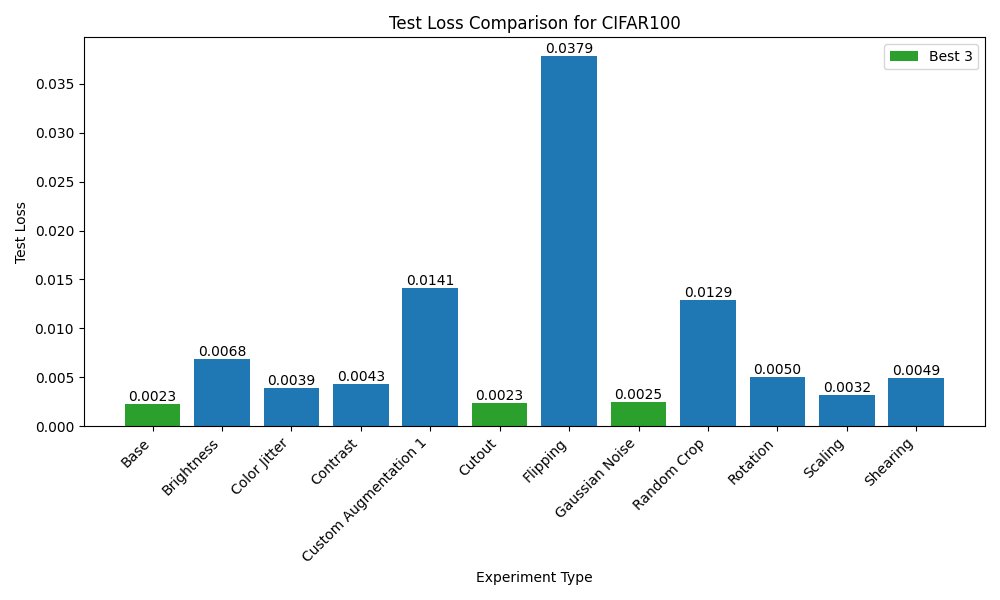 Test Loss Comparison for CIFAR100
Best 3
Test Loss
0.035
0.030
0.025
0.020
0.015
0.010
0.005
0.000
0.0023
0.0068
0.0039
0.0043
0.0141
0.0023
0.0379
0.0025
0.0129
0.0050
0.0032
0.0049
Base
Brightness
Color Jitter
Contrast
Custom Augmentation 1
Cutout
Flipping
Gaussian Noise
Random Crop
Rotation
Scaling
Shearing
Experiment Type